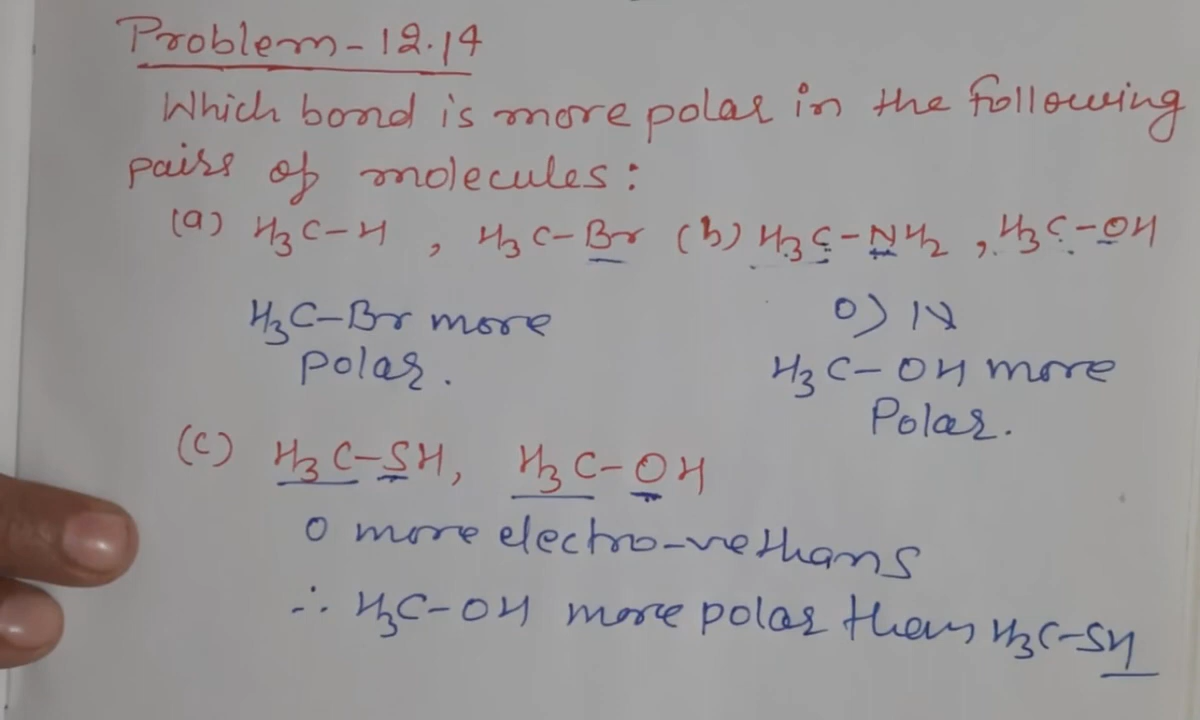 Problem-12.14
Which bond is more polar in the following
pairs of molecules:
(a) H₃C-H , H₃C-Br (b) H₃C-NH₂ , H₃C-OH
H₃C-Br more
polar.
O > N
H₃C-OH more
Polar.
(c) H₃C-SH, H₃C-OH
O more electro-ve than S
∴ H₃C-OH more polar than H₃C-SH